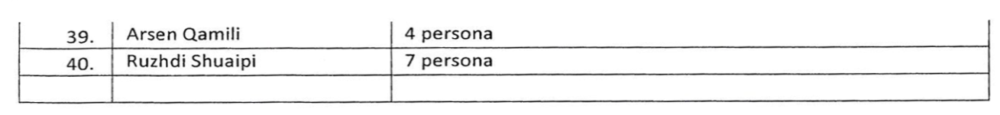 39. Arsen Qamili 4 persona
40. Ruzhdi Shuaipi 7 persona